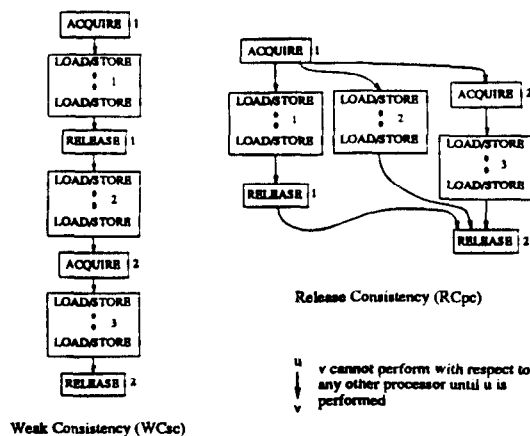 ACQUIRE 1
LOAD/STORE
1
LOAD/STORE
RELEASE 1
LOAD/STORE
2
LOAD/STORE
ACQUIRE 2
LOAD/STORE
3
LOAD/STORE
RELEASE 2
Weak Consistency (WCsc)
ACQUIRE 1
LOAD/STORE
1
LOAD/STORE
RELEASE 1
LOAD/STORE
2
LOAD/STORE
ACQUIRE 2
LOAD/STORE
3
LOAD/STORE
RELEASE 2
Release Consistency (RCpc)
u
v
v cannot perform with respect to
any other processor until u is
performed